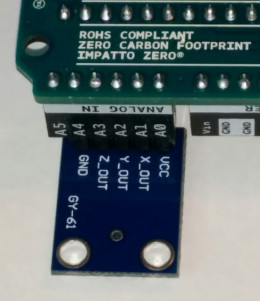 ROHS COMPLIANT
ZERO CARBON FOOTPRINT
IMPATTO ZERO®
ANALOG IN
A5
A4
A3
A2
A1
A0
Vin
GND
GND
ER
GND
Z_OUT
Y_OUT
X_OUT
VCC
GY-61